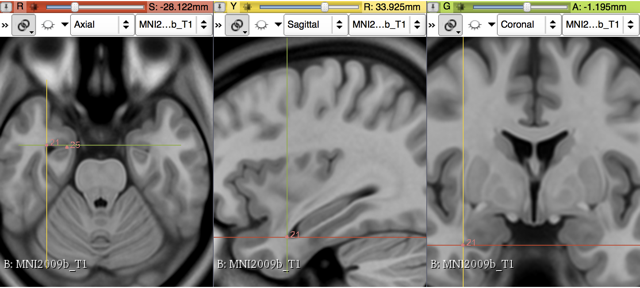 R S: -28.122mm
Y R: 33.925mm
G A: -1.195mm
» Axial MNI2...b_T1
» Sagittal MNI2...b_T1
» Coronal MNI2...b_T1
21
21
B: MNI2009b_T1
B: MNI2009b_T1
B: MNI2009b_T1